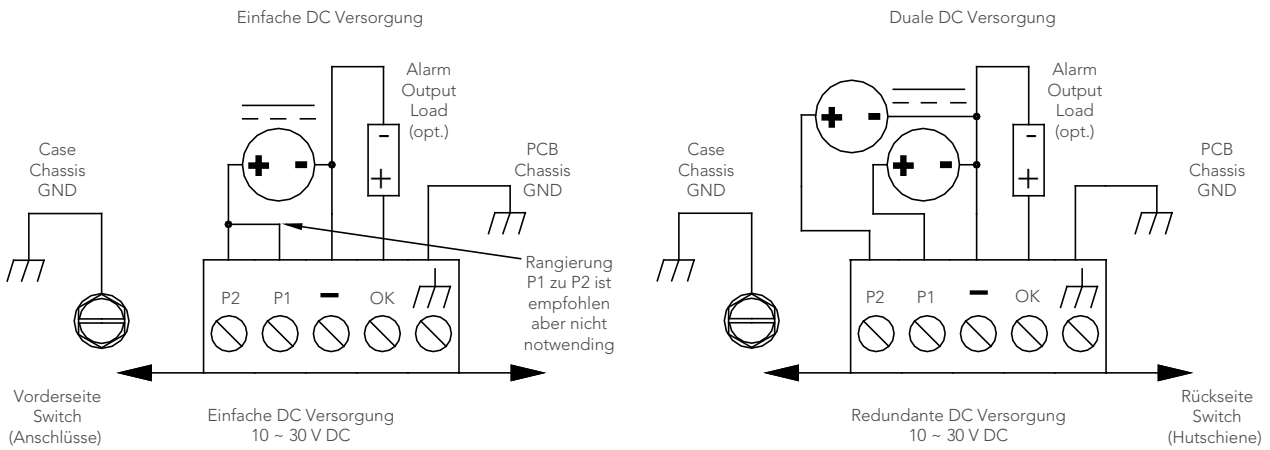 Einfache DC Versorgung
Alarm
Output
Load
(opt.)
Case
Chassis
GND
PCB
Chassis
GND
Rangierung
P1 zu P2 ist
empfohlen
aber nicht
notwending
P2 P1 - OK
Vorderseite
Switch
(Anschlüsse)
Einfache DC Versorgung
10 ~ 30 V DC
Duale DC Versorgung
Alarm
Output
Load
(opt.)
Case
Chassis
GND
PCB
Chassis
GND
P2 P1 - OK
Redundante DC Versorgung
10 ~ 30 V DC
Rückseite
Switch
(Hutschiene)